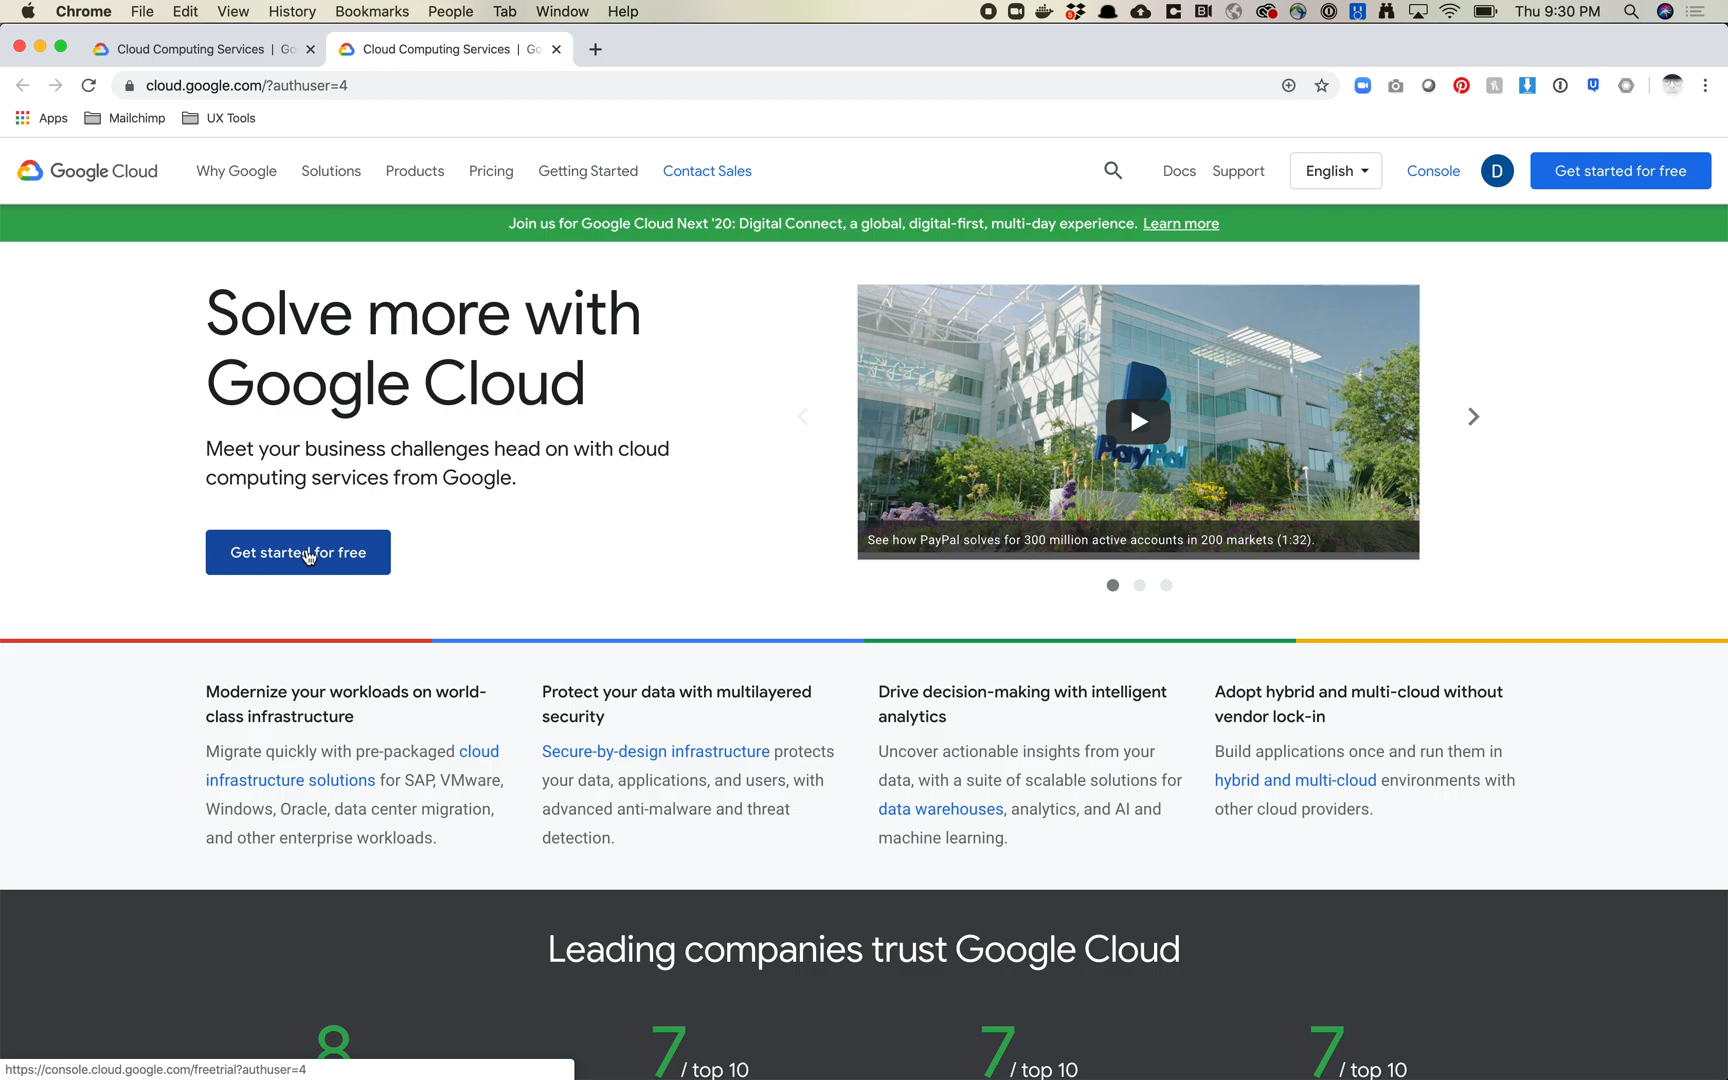 Chrome File Edit View History Bookmarks People Tab Window Help
Thu 9:30 PM
Cloud Computing Services | Go
Cloud Computing Services | Go
cloud.google.com/?authuser=4
Apps Mailchimp UX Tools
Google Cloud Why Google Solutions Products Pricing Getting Started Contact Sales Docs Support English Console D Get started for free
Join us for Google Cloud Next '20: Digital Connect, a global, digital-first, multi-day experience. Learn more
Solve more with
Google Cloud
Meet your business challenges head on with cloud
computing services from Google.
Get started for free
PayPal
See how PayPal solves for 300 million active accounts in 200 markets (1:32).
Modernize your workloads on world-
class infrastructure
Migrate quickly with pre-packaged cloud
infrastructure solutions for SAP, VMware,
Windows, Oracle, data center migration,
and other enterprise workloads.
Protect your data with multilayered
security
Secure-by-design infrastructure protects
your data, applications, and users, with
advanced anti-malware and threat
detection.
Drive decision-making with intelligent
analytics
Uncover actionable insights from your
data, with a suite of scalable solutions for
data warehouses, analytics, and AI and
machine learning.
Adopt hybrid and multi-cloud without
vendor lock-in
Build applications once and run them in
hybrid and multi-cloud environments with
other cloud providers.
Leading companies trust Google Cloud
8
7 / top 10
7 / top 10
7 / top 10
https://console.cloud.google.com/freetrial?authuser=4